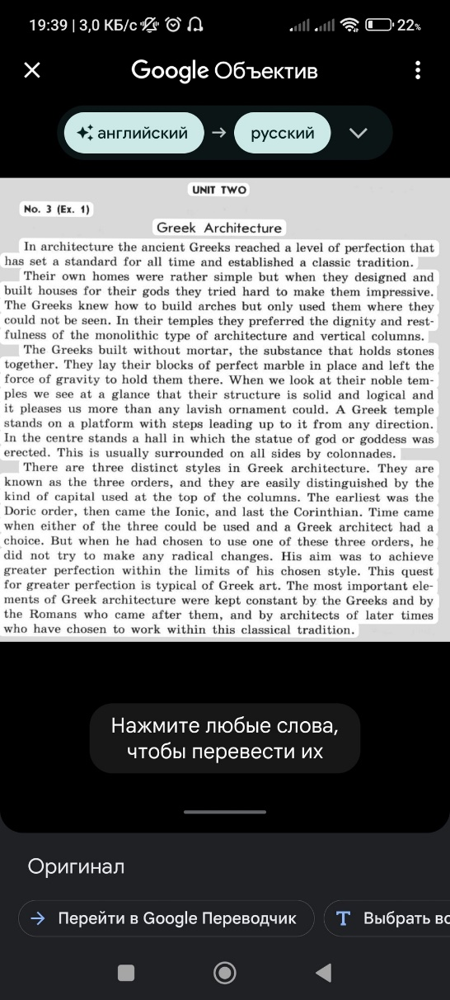 19:39 | 3,0 КБ/с 22%
Google Объектив
английский → русский
UNIT TWO
No. 3 (Ex. 1)
Greek Architecture
In architecture the ancient Greeks reached a level of perfection that
has set a standard for all time and established a classic tradition.
Their own homes were rather simple but when they designed and
built houses for their gods they tried hard to make them impressive.
The Greeks knew how to build arches but only used them where they
could not be seen. In their temples they preferred the dignity and rest-
fulness of the monolithic type of architecture and vertical columns.
The Greeks built without mortar, the substance that holds stones
together. They lay their blocks of perfect marble in place and left the
force of gravity to hold them there. When we look at their noble tem-
ples we see at a glance that their structure is solid and logical and
it pleases us more than any lavish ornament could. A Greek temple
stands on a platform with steps leading up to it from any direction.
In the centre stands a hall in which the statue of god or goddess was
erected. This is usually surrounded on all sides by colonnades.
There are three distinct styles in Greek architecture. They are
known as the three orders, and they are easily distinguished by the
kind of capital used at the top of the columns. The earliest was the
Doric order, then came the Ionic, and last the Corinthian. Time came
when either of the three could be used and a Greek architect had a
choice. But when he had chosen to use one of these three orders, he
did not try to make any radical changes. His aim was to achieve
greater perfection within the limits of his chosen style. This quest
for greater perfection is typical of Greek art. The most important ele-
ments of Greek architecture were kept constant by the Greeks and by
the Romans who came after them, and by architects of later times
who have chosen to work within this classical tradition.
Нажмите любые слова,
чтобы перевести их
Оригинал
→ Перейти в Google Переводчик
T Выбрать вс